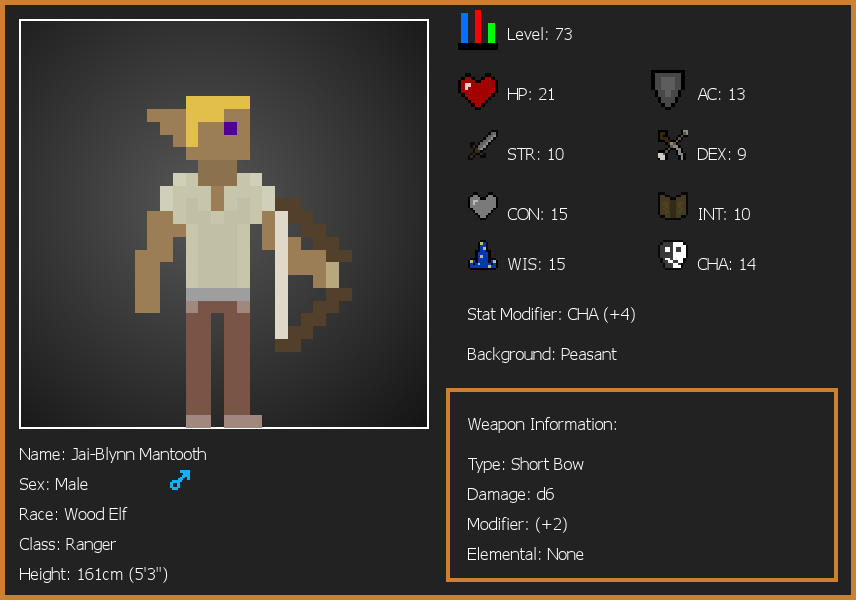 Level: 73
HP: 21
AC: 13
STR: 10
DEX: 9
CON: 15
INT: 10
WIS: 15
CHA: 14
Stat Modifier: CHA (+4)
Background: Peasant
Weapon Information:
Type: Short Bow
Damage: d6
Modifier: (+2)
Elemental: None
Name: Jai-Blynn Mantooth
Sex: Male
Race: Wood Elf
Class: Ranger
Height: 161cm (5'3")